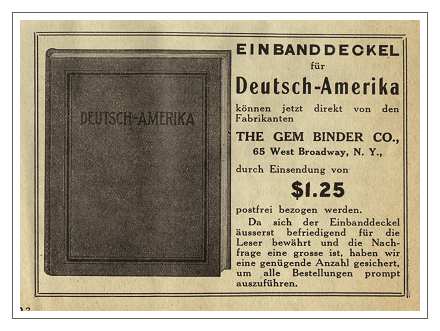 DEUTSCH-AMERIKA
EINBANDDECKEL
für
Deutsch-Amerika
können jetzt direkt von den
Fabrikanten
THE GEM BINDER CO.,
65 West Broadway, N. Y.,
durch Einsendung von
$1.25
postfrei bezogen werden.
Da sich der Einbanddeckel
äusserst befriedigend für die
Leser bewährt und die Nach-
frage eine grosse ist, haben wir
eine genügende Anzahl gesichert,
um alle Bestellungen prompt
auszuführen.